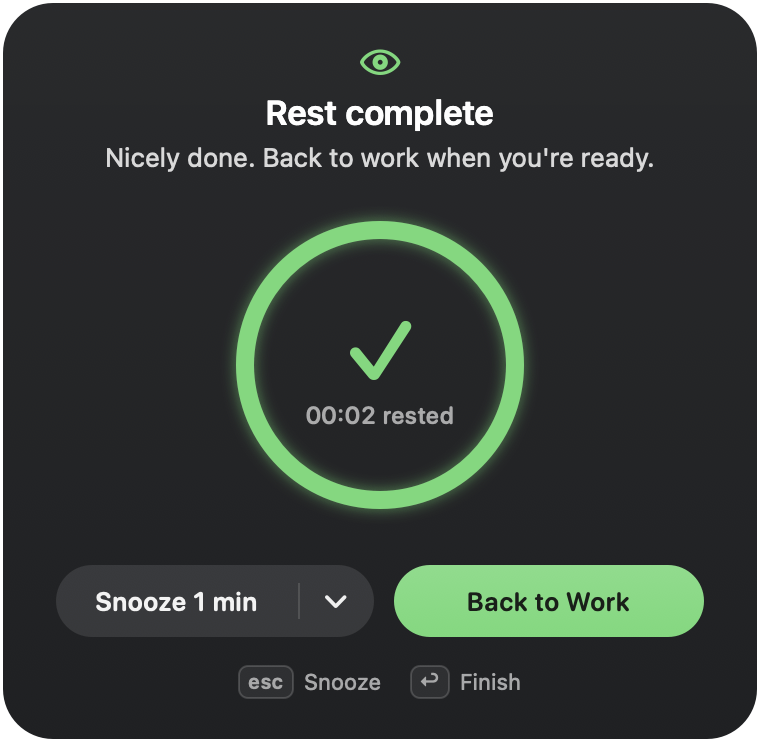 Rest complete
Nicely done. Back to work when you're ready.
00:02 rested
Snooze 1 min
Back to Work
esc Snooze Finish